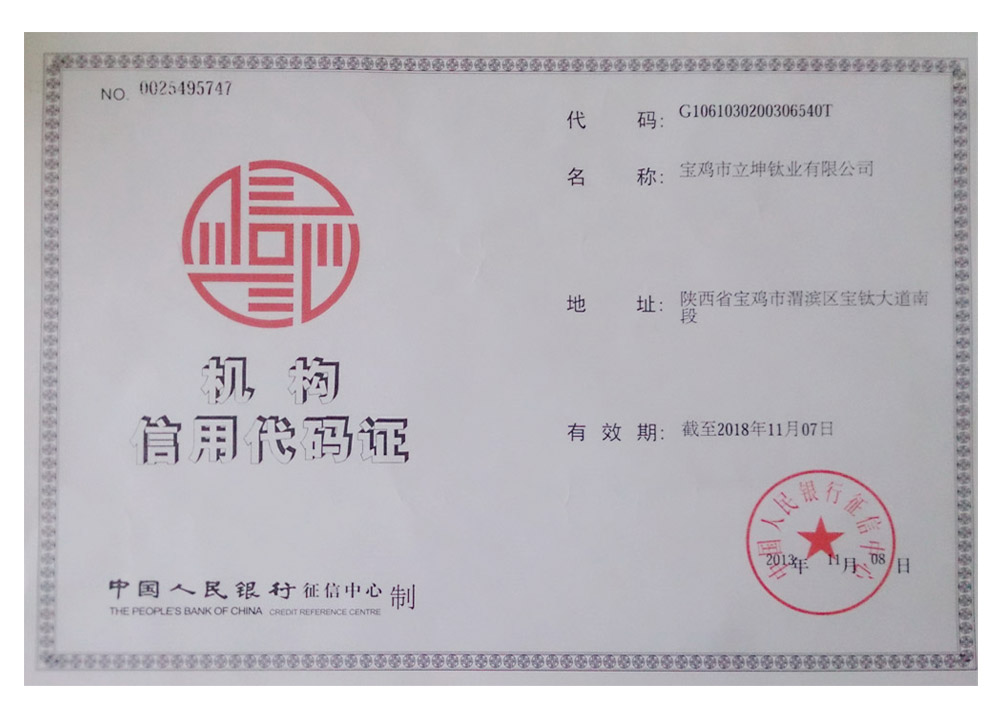 NO. 0025495747
机构
信用代码证
中国人民银行征信中心制
THE PEOPLE'S BANK OF CHINA CREDIT REFERENCE CENTRE
代码: G1061030200306540T
名称: 宝鸡市立坤钛业有限公司
地址: 陕西省宝鸡市渭滨区宝钛大道南
段
有效期: 截至2018年11月07日
中国人民银行征信中心
2013年11月08日